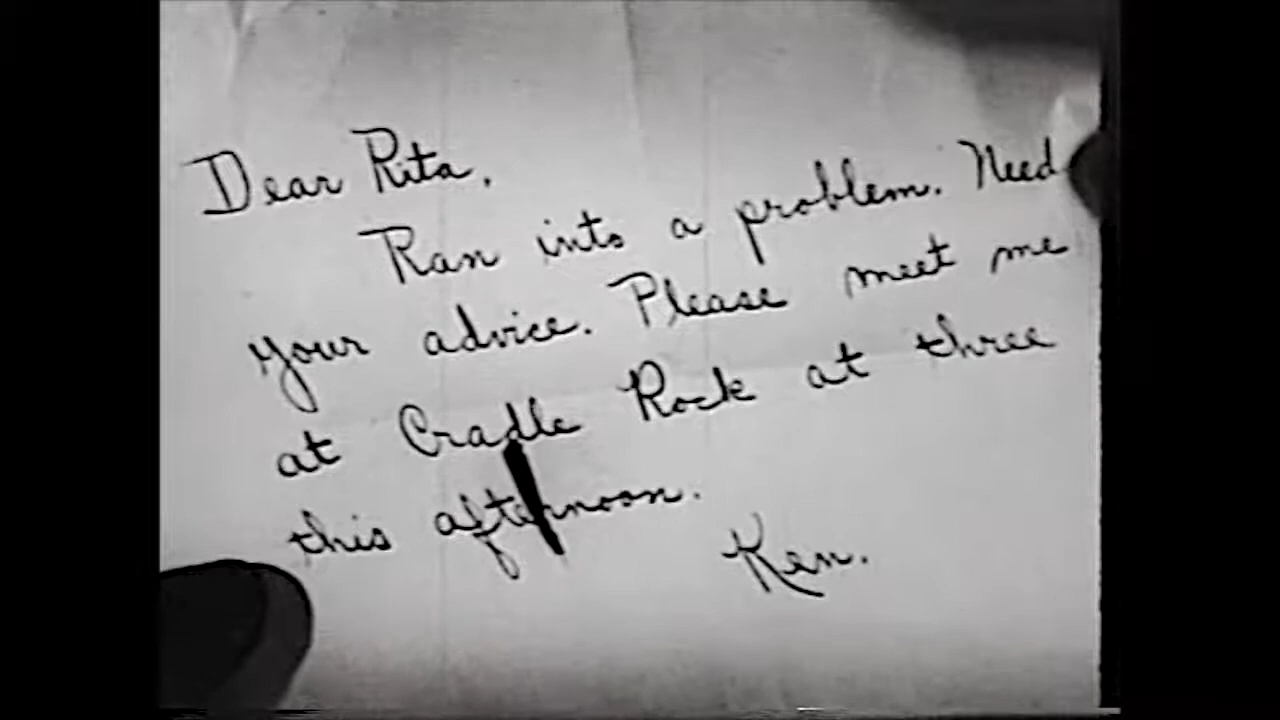 Dear Rita,
Ran into a problem. Need
your advice. Please meet me
at Cradle Rock at three
this afternoon.
Ken.